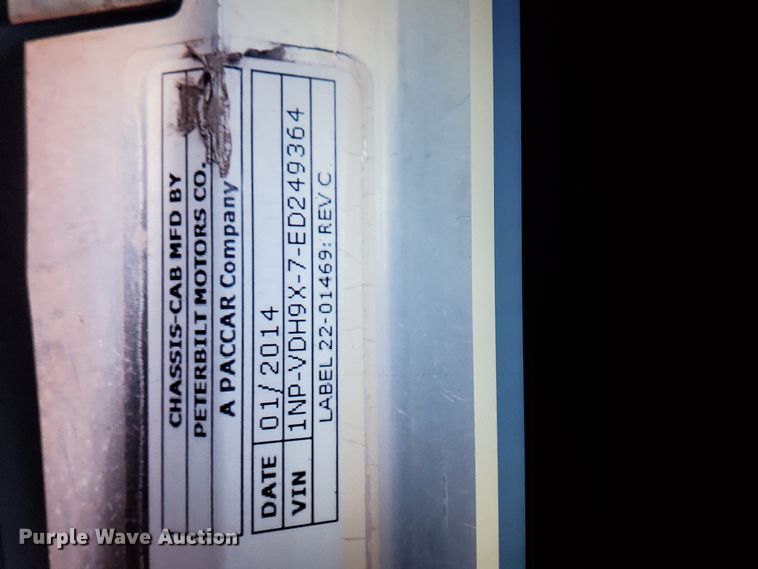 CHASSIS-CAB MFD BY
PETERBILT MOTORS CO.
A PACCAR Company
DATE 01/2014
VIN 1NP-VDH9X-7-ED249364
LABEL 22-01469: REV C
Purple Wave Auction